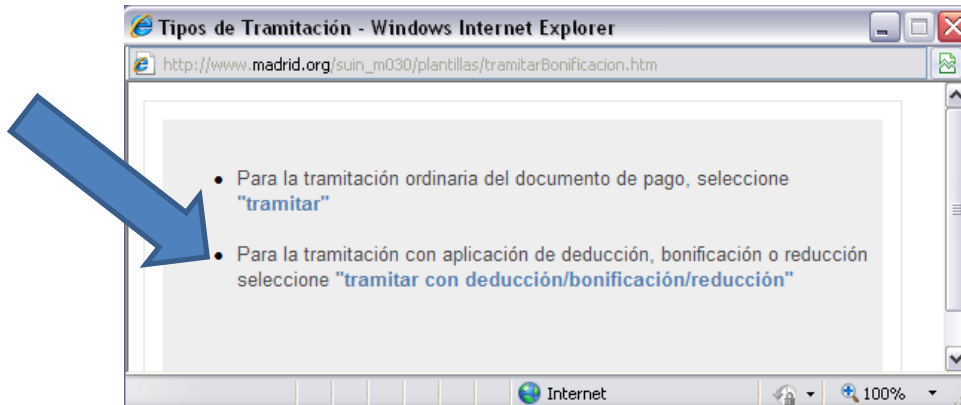 Tipos de Tramitación - Windows Internet Explorer
http://www.madrid.org/suin_m030/plantillas/tramitarBonificacion.htm
• Para la tramitación ordinaria del documento de pago, seleccione
"tramitar"
• Para la tramitación con aplicación de deducción, bonificación o reducción
seleccione "tramitar con deducción/bonificación/reducción"
Internet 100%